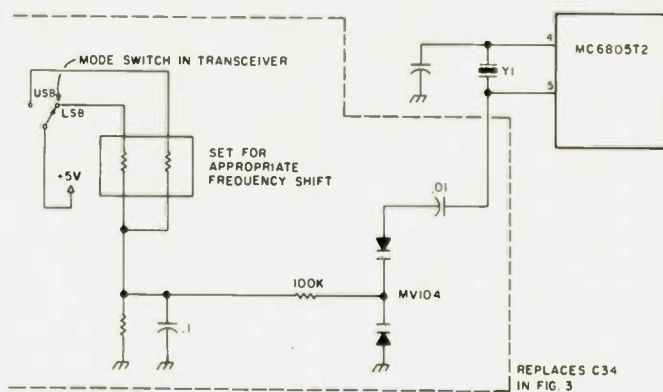 MODE SWITCH IN TRANSCEIVER
USB
LSB
+5V
SET FOR
APPROPRIATE
FREQUENCY SHIFT
.1
100K
MV104
.01
4
5
Y1
MC6805T2
REPLACES C34
IN FIG. 3